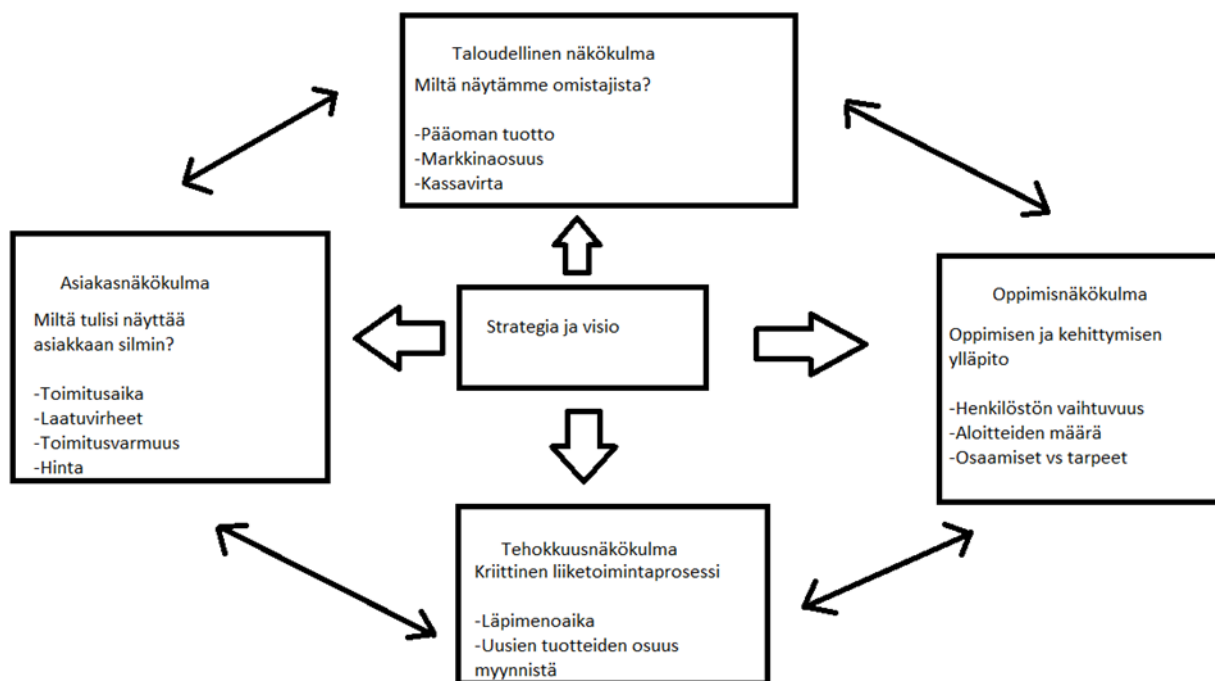 Taloudellinen näkökulma
Miltä näytämme omistajista?
-Pääoman tuotto
-Markkinaosuus
-Kassavirta
Asiakasnäkökulma
Miltä tulisi näyttää
asiakkaan silmin?
-Toimitusaika
-Laatuvirheet
-Toimitusvarmuus
-Hinta
Strategia ja visio
Oppimisnäkökulma
Oppimisen ja kehittymisen
ylläpito
-Henkilöstön vaihtuvuus
-Aloitteiden määrä
-Osaamiset vs tarpeet
Tehokkuusnäkökulma
Kriittinen liiketoimintaprosessi
-Läpimenoaika
-Uusien tuotteiden osuus
myynnistä